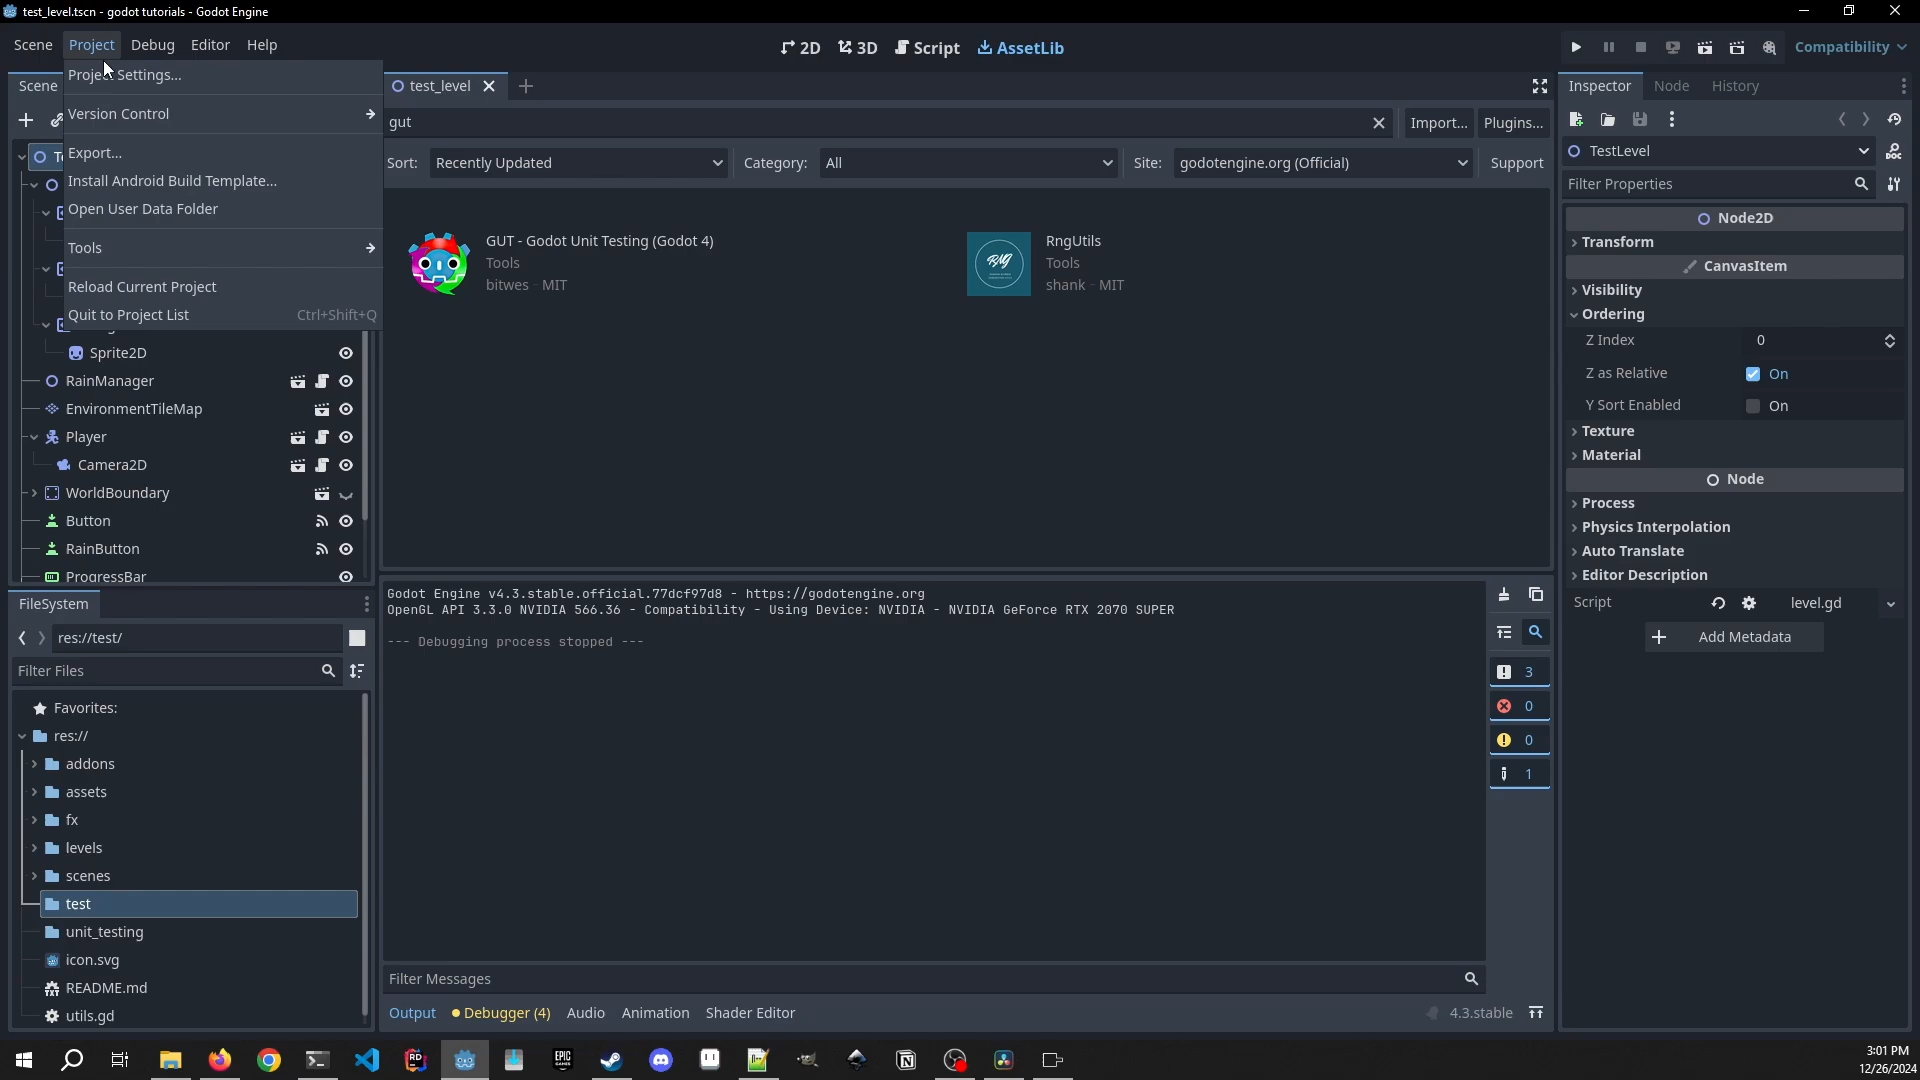 test_level.tscn - godot tutorials - Godot Engine
Scene Project Debug Editor Help
2D 3D Script AssetLib
Compatibility
Project Settings...
Version Control
Export...
Install Android Build Template...
Open User Data Folder
Tools
Reload Current Project
Quit to Project List Ctrl+Shift+Q
Scene
Sprite2D
RainManager
EnvironmentTileMap
Player
Camera2D
WorldBoundary
Button
RainButton
ProgressBar
FileSystem
res://test/
Filter Files
Favorites:
res://
addons
assets
fx
levels
scenes
test
unit_testing
icon.svg
README.md
utils.gd
test_level
gut
Import... Plugins...
Sort: Recently Updated Category: All Site: godotengine.org (Official) Support
GUT - Godot Unit Testing (Godot 4)
Tools
bitwes MIT
RNG
RngUtils
Tools
shank MIT
Godot Engine v4.3.stable.official.77dcf97d8 - https://godotengine.org
OpenGL API 3.3.0 NVIDIA 566.36 - Compatibility - Using Device: NVIDIA - NVIDIA GeForce RTX 2070 SUPER
--- Debugging process stopped ---
3
0
0
1
Filter Messages
Output Debugger (4) Audio Animation Shader Editor 4.3.stable
Inspector Node History
TestLevel
Filter Properties
Node2D
Transform
CanvasItem
Visibility
Ordering
Z Index 0
Z as Relative On
Y Sort Enabled On
Texture
Material
Node
Process
Physics Interpolation
Auto Translate
Editor Description
Script level.gd
Add Metadata
RD
EPIC GAMES
3:01 PM
12/26/2024